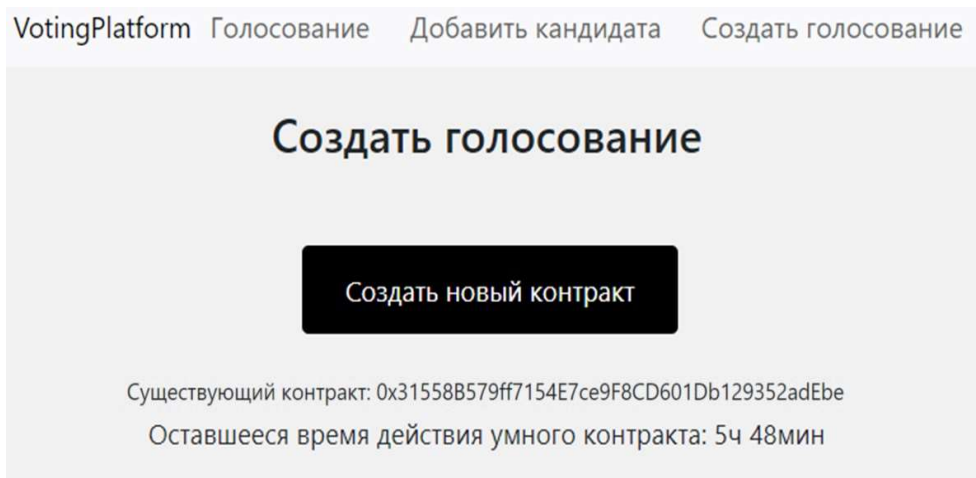 VotingPlatform Голосование Добавить кандидата Создать голосование
Создать голосование
Создать новый контракт
Существующий контракт: 0x31558B579ff7154E7ce9F8CD601Db129352adEbe
Оставшееся время действия умного контракта: 5ч 48мин